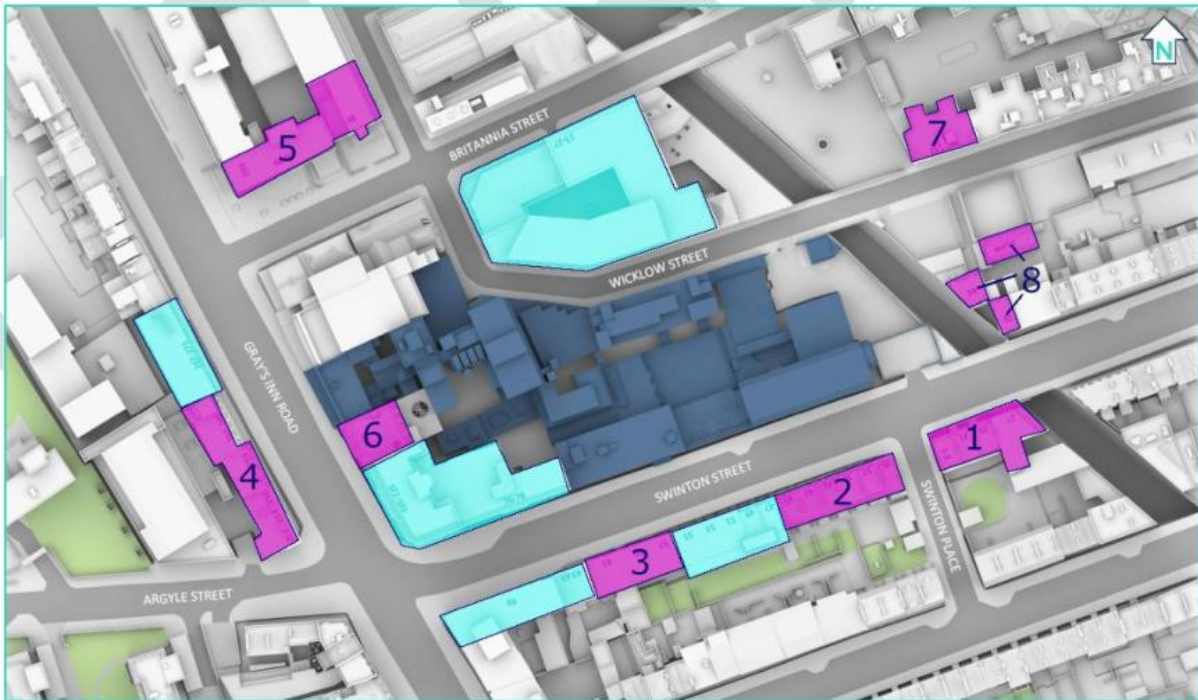 N
BRITANNIA STREET
WICKLOW STREET
GRAY'S INN ROAD
SWINTON STREET
SWINTON PLACE
ARGYLE STREET
5
7
8
6
1
4
2
3